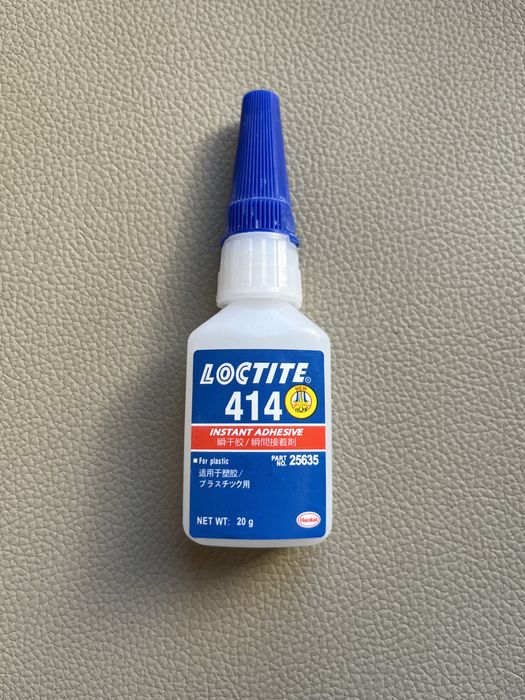 LOCTITE®
414
NEW
INSTANT ADHESIVE
瞬干胶/瞬間接着剤
For plastic
PART NO. 25635
适用于塑胶/
プラスチック用
NET WT: 20 g
Henkel